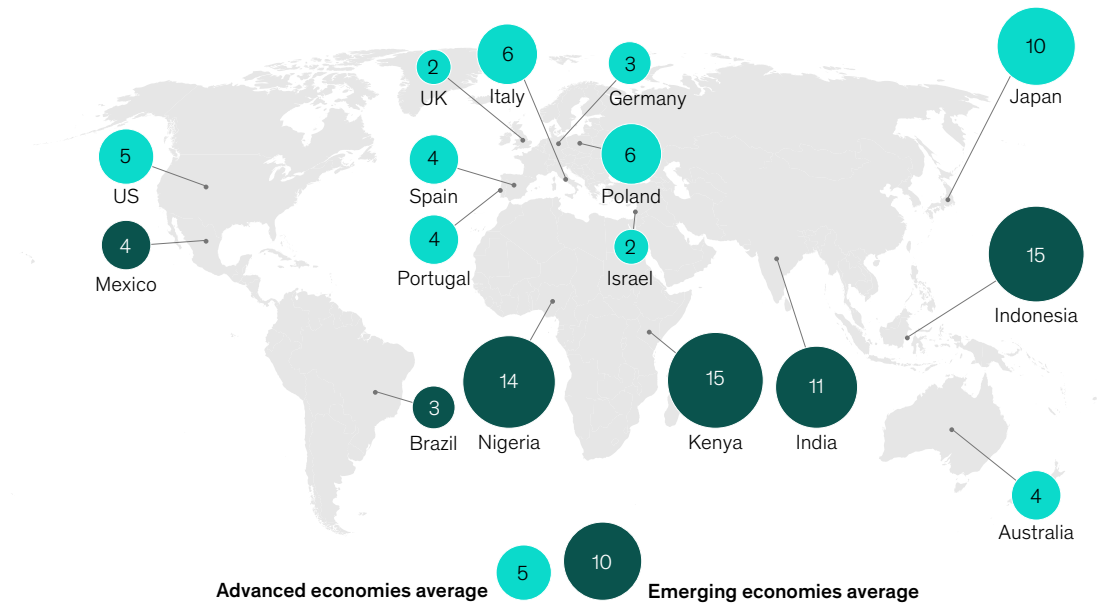 10
Japan
2
UK
6
Italy
3
Germany
5
US
4
Spain
6
Poland
4
Mexico
4
Portugal
2
Israel
15
Indonesia
3
Brazil
14
Nigeria
15
Kenya
11
India
4
Australia
Advanced economies average 5
10 Emerging economies average